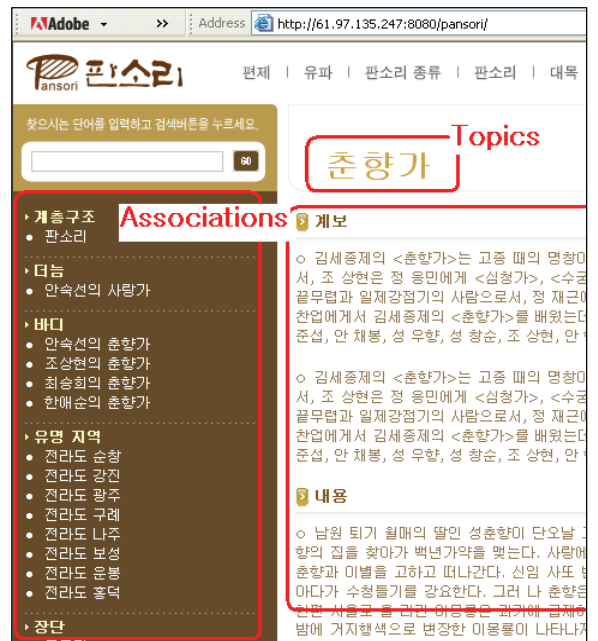 Adobe
»
Address
http://61.97.135.247:8080/pansori/
Pansori 판소리
편제 | 유파 | 판소리 종류 | 판소리 | 대목
찾으시는 단어를 입력하고 검색버튼을 누르세요.
GO
Topics
춘향가
Associations
계층구조
판소리
더늠
안숙선의 사랑가
바디
안숙선의 춘향가
조상현의 춘향가
최승희의 춘향가
한애순의 춘향가
유명 지역
전라도 순창
전라도 강진
전라도 광주
전라도 구례
전라도 나주
전라도 보성
전라도 운봉
전라도 흥덕
장단
계보
o 김세종제의 <춘향가>는 고종 때의 명창
서, 조 상현은 정 응민에게 <심청가>, <수궁
끝무렵과 일제강점기의 사람으로서, 정 재근
찬업에게서 김세종제의 <춘향가>를 배웠는데
준섭, 안 채봉, 성 우향, 성 창순, 조 상현, 안
o 김세종제의 <춘향가>는 고종 때의 명창
서, 조 상현은 정 응민에게 <심청가>, <수궁
끝무렵과 일제강점기의 사람으로서, 정 재근
찬업에게서 김세종제의 <춘향가>를 배웠는데
준섭, 안 채봉, 성 우향, 성 창순, 조 상현, 안
내용
o 남원 퇴기 월매의 딸인 성춘향이 단오날
향의 집을 찾아가 백년가약을 맺는다. 사랑에
춘향과 이별을 고하고 떠나간다. 신임 사또
아다가 수청들기를 강요한다. 그러 나 춘향은
한편 서울로 올 라간 이몽룡은 과거에 급제하
밤에 거지행색으로 변장한 이몽룡이 나타나자